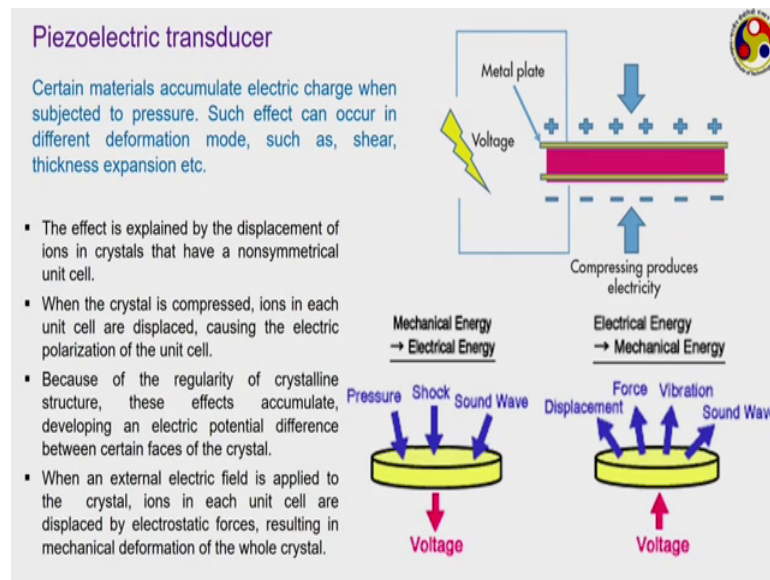 Piezoelectric transducer
Certain materials accumulate electric charge when
subjected to pressure. Such effect can occur in
different deformation mode, such as, shear,
thickness expansion etc.
▪ The effect is explained by the displacement of
ions in crystals that have a nonsymmetrical
unit cell.
▪ When the crystal is compressed, ions in each
unit cell are displaced, causing the electric
polarization of the unit cell.
▪ Because of the regularity of crystalline
structure, these effects accumulate,
developing an electric potential difference
between certain faces of the crystal.
▪ When an external electric field is applied to
the crystal, ions in each unit cell are
displaced by electrostatic forces, resulting in
mechanical deformation of the whole crystal.
Metal plate
Voltage
+ + + + + +
- - - - - -
Compressing produces
electricity
Mechanical Energy
→ Electrical Energy
Pressure Shock Sound Wave
Voltage
Electrical Energy
→ Mechanical Energy
Displacement Force Vibration Sound Wave
Voltage